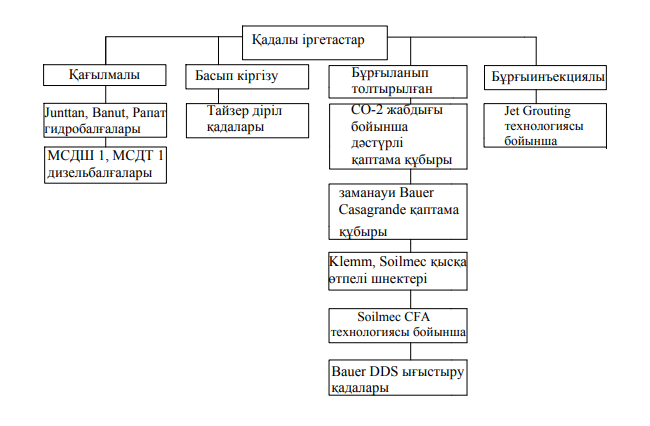 Қадалы іргетастар
Қағылмалы
Басып кіргізу
Бұрғыланып
толтырылған
Бұрғыинъекциялы
Junttan, Banut, Рапат
гидробалғалары
Тайзер діріл
қадалары
СО-2 жабдығы
бойынша
дәстүрлі
қаптама құбыры
Jet Grouting
технологиясы
бойынша
МСДШ 1, МСДТ 1
дизельбалғалары
заманауи Bauer
Casagrande қаптама
құбыры
Klemm, Soilmec қысқа
өтпелі шнектері
Soilmec CFA
технологиясы бойынша
Bauer DDS ығыстыру
қадалары